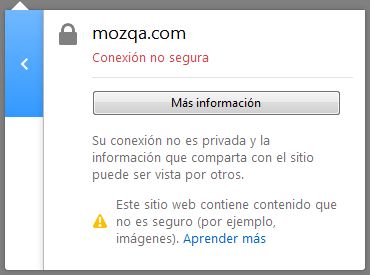 mozqa.com
Conexión no segura
Más información
Su conexión no es privada y la
información que comparta con el sitio
puede ser vista por otros.
Este sitio web contiene contenido que
no es seguro (por ejemplo,
imágenes). Aprender más